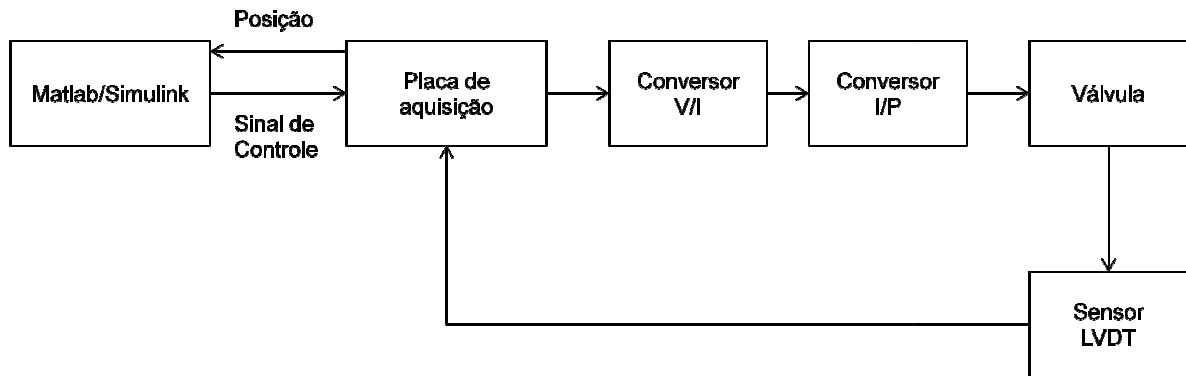 Posição
Matlab/Simulink
Sinal de
Controle
Placa de
aquisição
Conversor
V/I
Conversor
I/P
Válvula
Sensor
LVDT